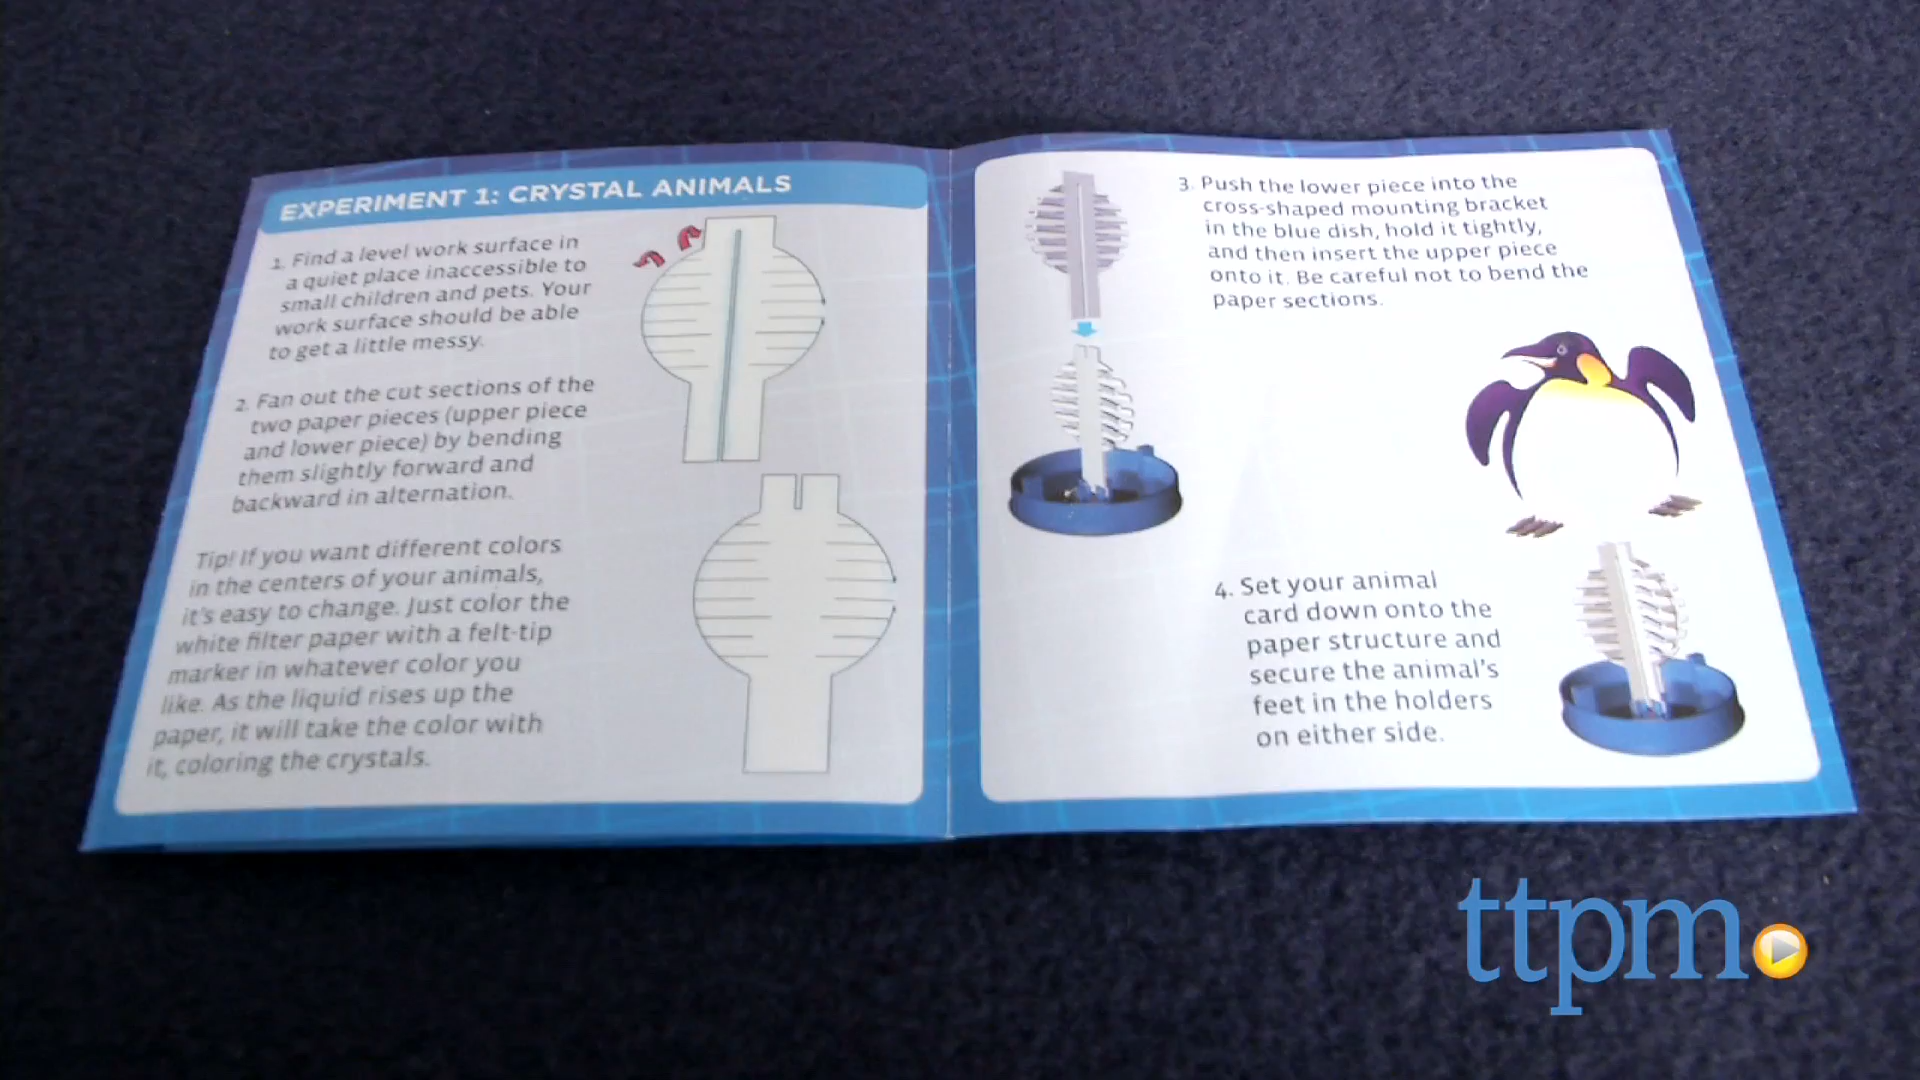 EXPERIMENT 1: CRYSTAL ANIMALS
1. Find a level work surface in
a quiet place inaccessible to
small children and pets. Your
work surface should be able
to get a little messy.
2. Fan out the cut sections of the
two paper pieces (upper piece
and lower piece) by bending
them slightly forward and
backward in alternation.
Tip! If you want different colors
in the centers of your animals,
it's easy to change. Just color the
white filter paper with a felt-tip
marker in whatever color you
like. As the liquid rises up the
paper, it will take the color with
it, coloring the crystals.
3. Push the lower piece into the
cross-shaped mounting bracket
in the blue dish, hold it tightly,
and then insert the upper piece
onto it. Be careful not to bend the
paper sections.
4. Set your animal
card down onto the
paper structure and
secure the animal's
feet in the holders
on either side.
ttpm